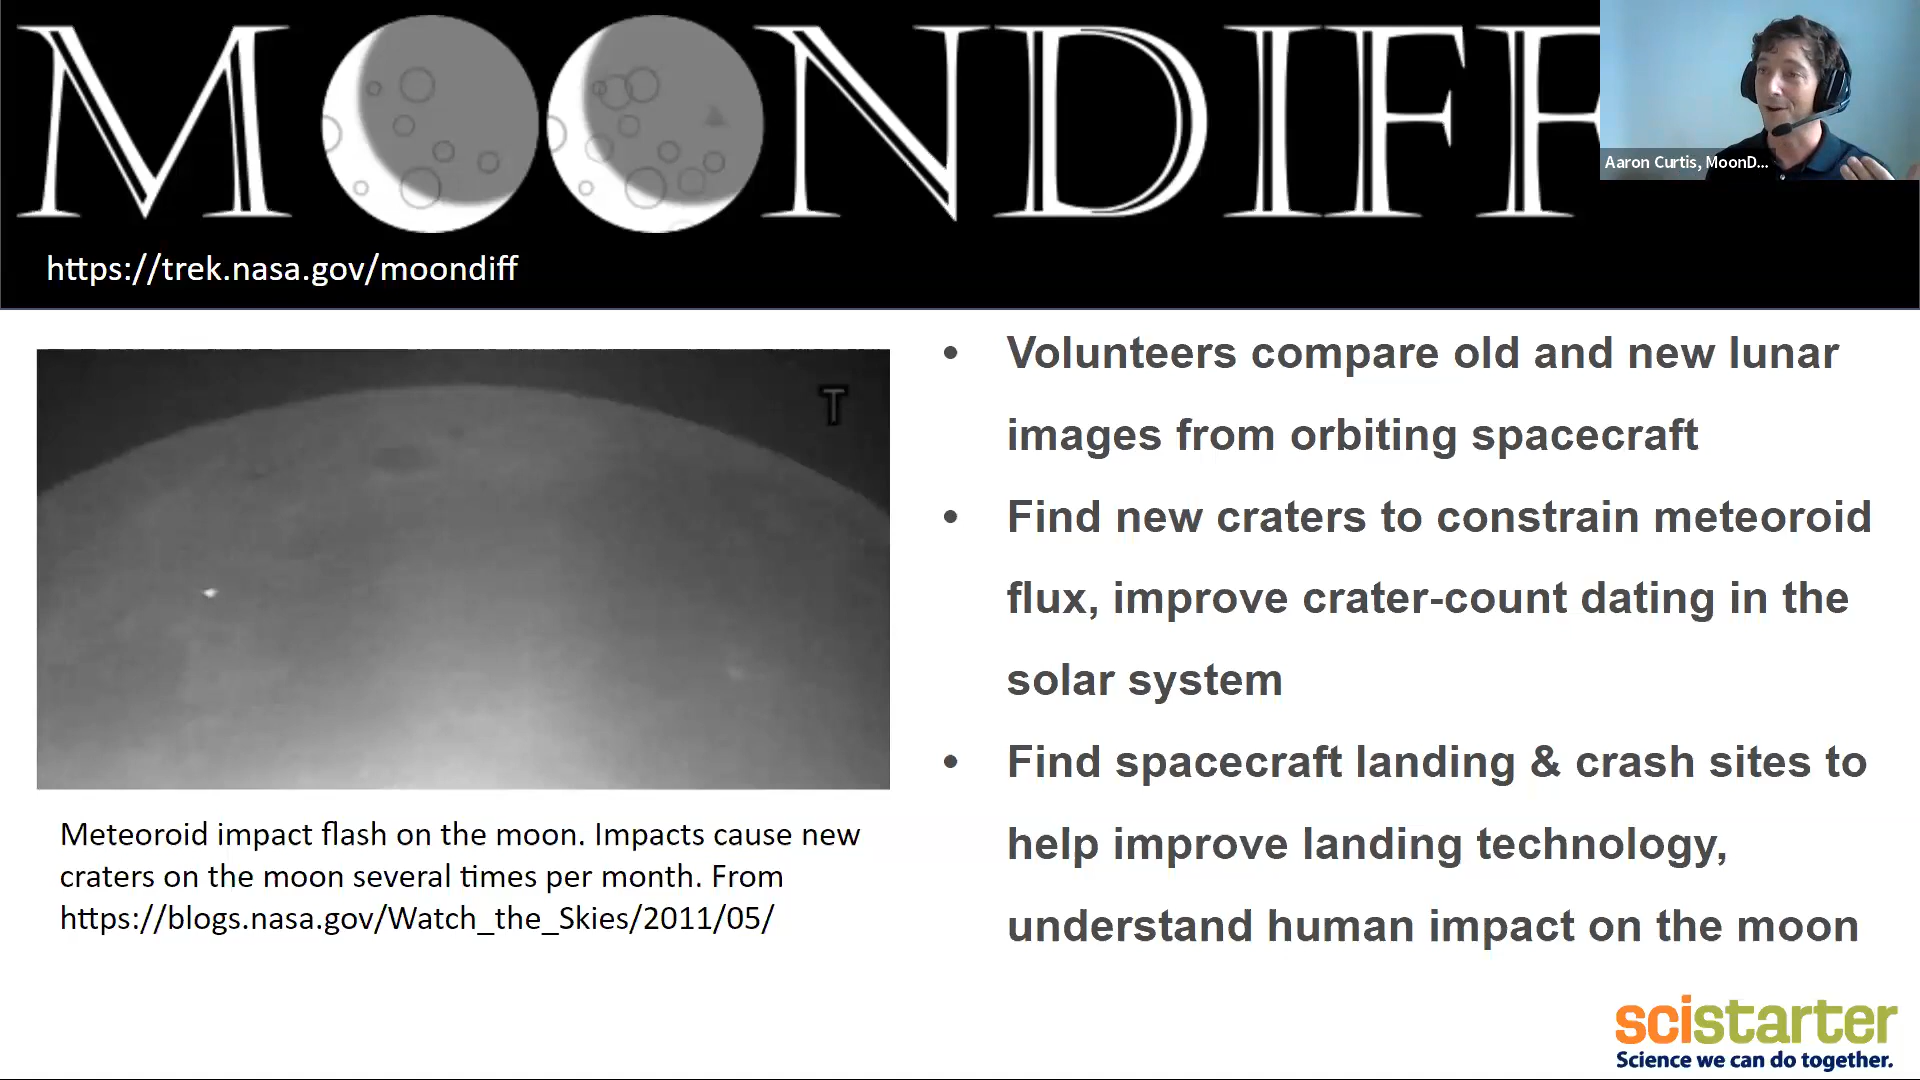 MOONDIFF
Aaron Curtis, MoonD...
https://trek.nasa.gov/moondiff
T
• Volunteers compare old and new lunar
images from orbiting spacecraft
• Find new craters to constrain meteoroid
flux, improve crater-count dating in the
solar system
• Find spacecraft landing & crash sites to
help improve landing technology,
understand human impact on the moon
Meteoroid impact flash on the moon. Impacts cause new
craters on the moon several times per month. From
https://blogs.nasa.gov/Watch_the_Skies/2011/05/
scistarter
Science we can do together.